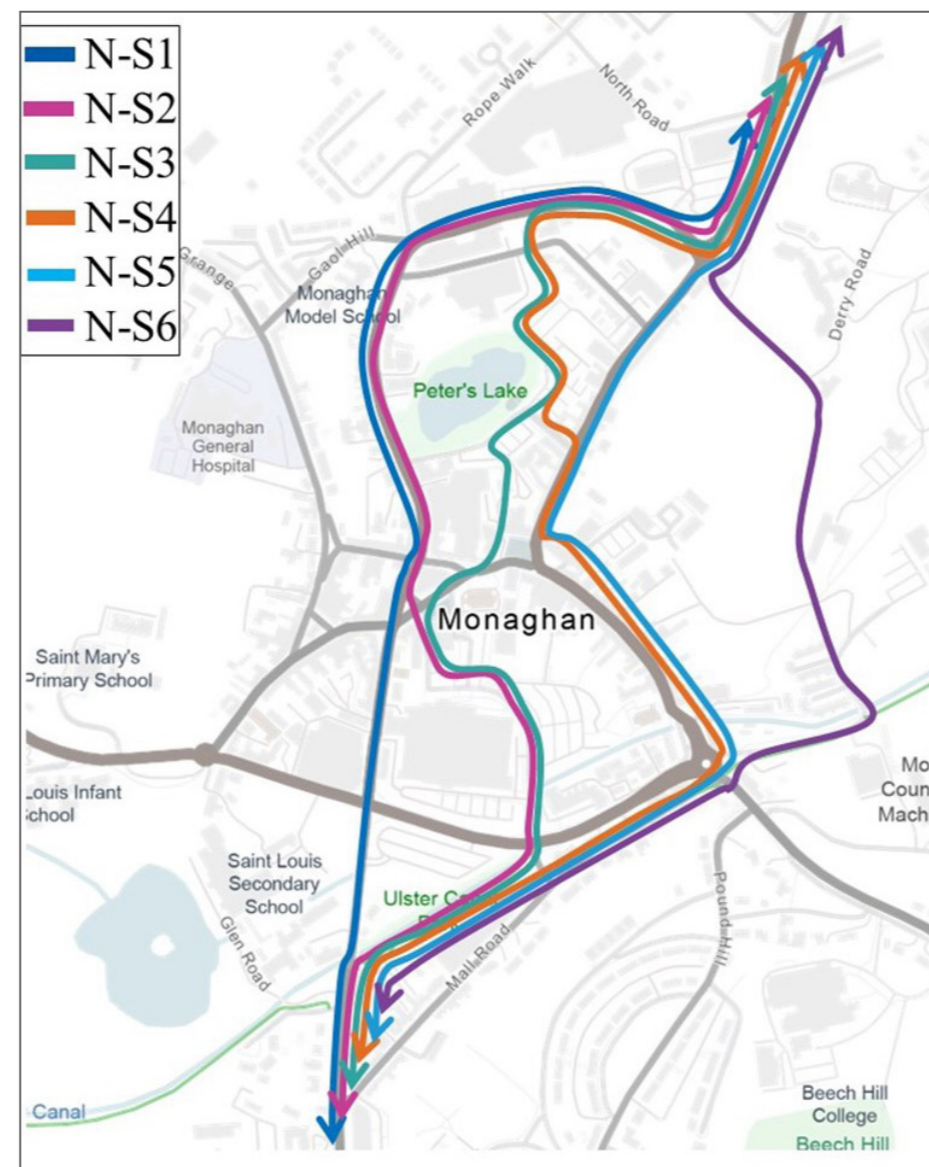 N-S1
N-S2
N-S3
N-S4
N-S5
N-S6
Rope Walk
North Road
Grange
Gaol Hill
Monaghan
Model School
Derry Road
Peter's Lake
Monaghan
General
Hospital
Monaghan
Saint Mary's
Primary School
Louis Infant
School
Mo
Coun
Mach
Saint Louis
Secondary
School
Ulster
Glen Road
Mall Road
Pound Hill
Canal
Beech Hill
College
Beech Hill